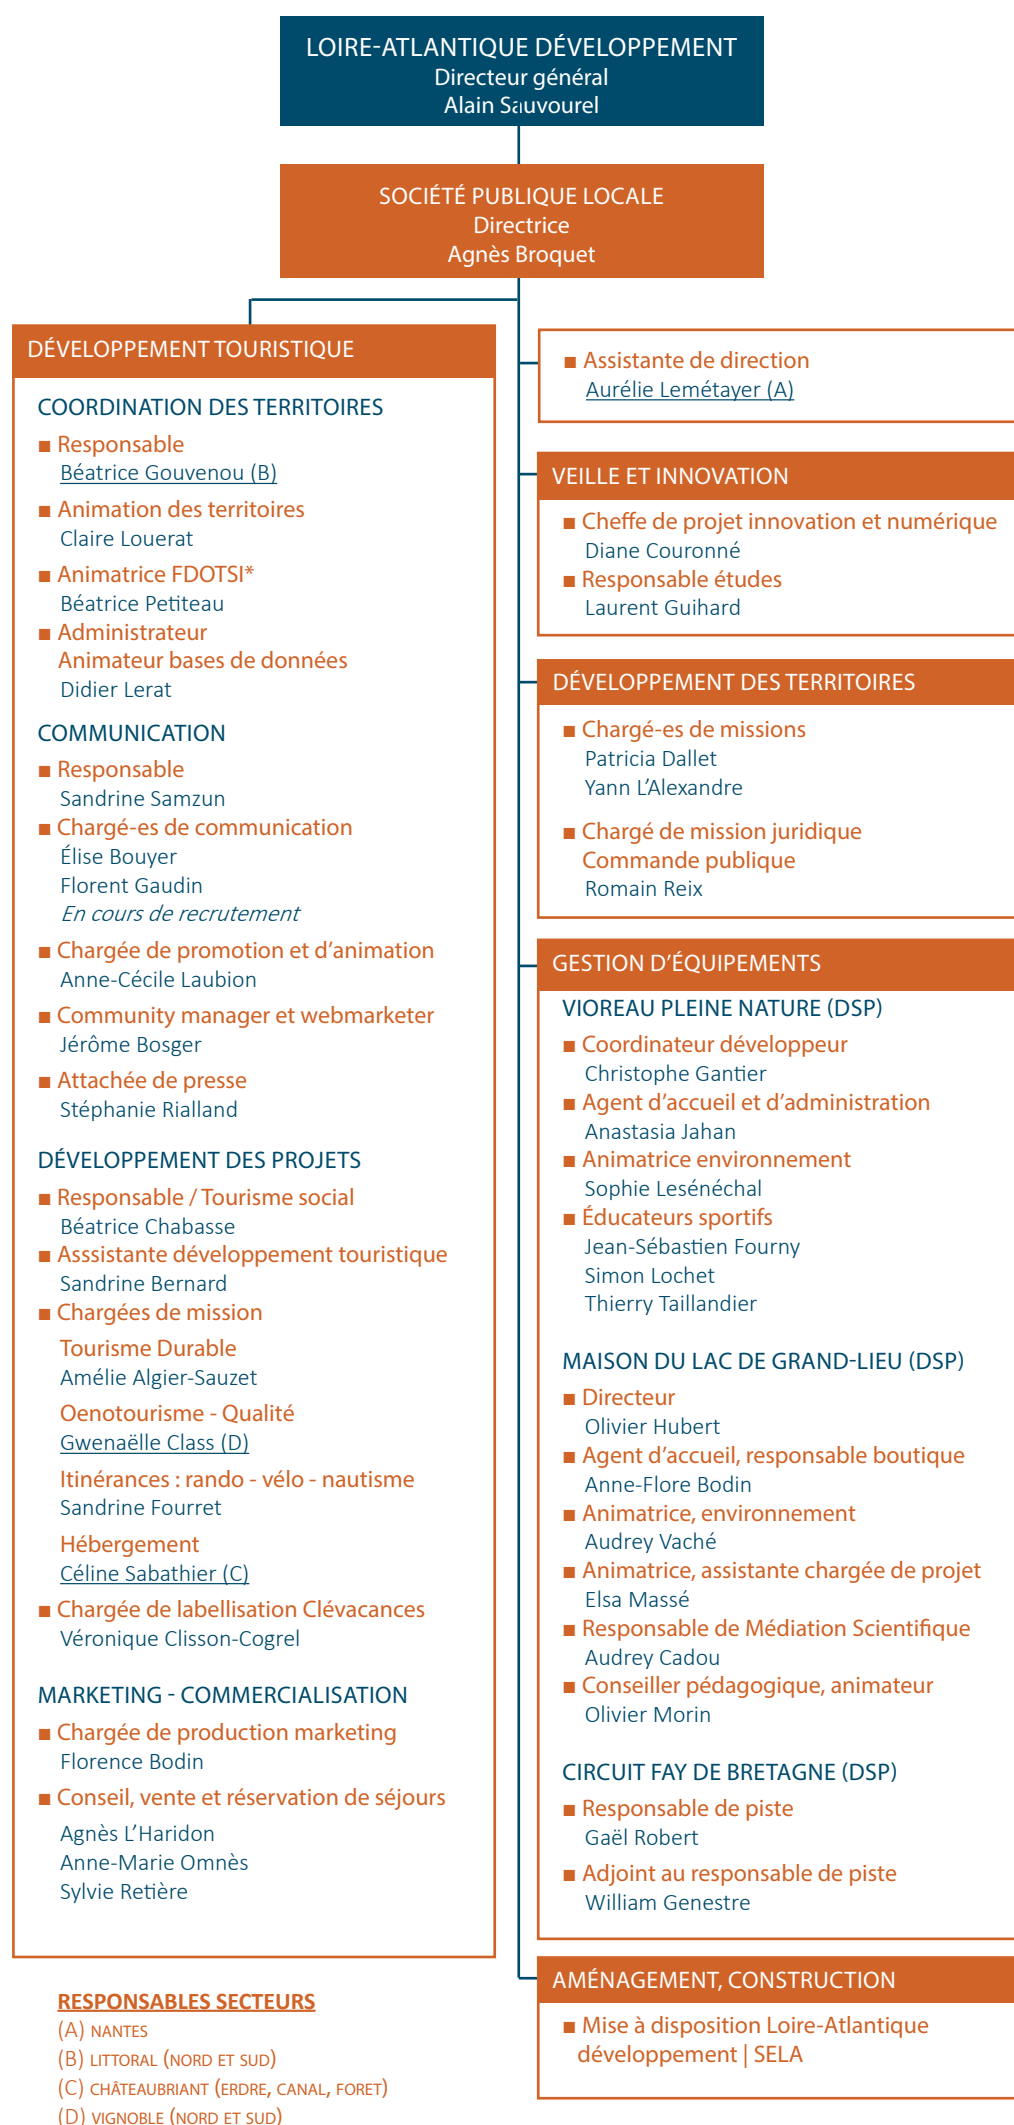 LOIRE-ATLANTIQUE DÉVELOPPEMENT
Directeur général
Alain Sauvourel
SOCIÉTÉ PUBLIQUE LOCALE
Directrice
Agnès Broquet
DÉVELOPPEMENT TOURISTIQUE
COORDINATION DES TERRITOIRES
■ Responsable
Béatrice Gouvenou (B)
■ Animation des territoires
Claire Louerat
■ Animatrice FDOTSI*
Béatrice Petiteau
■ Administrateur
Animateur bases de données
Didier Lerat
COMMUNICATION
■ Responsable
Sandrine Samzun
■ Chargé-es de communication
Élise Bouyer
Florent Gaudin
En cours de recrutement
■ Chargée de promotion et d'animation
Anne-Cécile Laubion
■ Community manager et webmarketer
Jérôme Bosger
■ Attachée de presse
Stéphanie Rialland
DÉVELOPPEMENT DES PROJETS
■ Responsable / Tourisme social
Béatrice Chabasse
■ Asssistante développement touristique
Sandrine Bernard
■ Chargées de mission
Tourisme Durable
Amélie Algier-Sauzet
Oenotourisme - Qualité
Gwenaëlle Class (D)
Itinérances : rando - vélo - nautisme
Sandrine Fourret
Hébergement
Céline Sabathier (C)
■ Chargée de labellisation Clévacances
Véronique Clisson-Cogrel
MARKETING - COMMERCIALISATION
■ Chargée de production marketing
Florence Bodin
■ Conseil, vente et réservation de séjours
Agnès L'Haridon
Anne-Marie Omnès
Sylvie Retière
RESPONSABLES SECTEURS
(A) NANTES
(B) LITTORAL (NORD ET SUD)
(C) CHÂTEAUBRIANT (ERDRE, CANAL, FORET)
(D) VIGNOBLE (NORD ET SUD)
■ Assistante de direction
Aurélie Lemétayer (A)
VEILLE ET INNOVATION
■ Cheffe de projet innovation et numérique
Diane Couronné
■ Responsable études
Laurent Guihard
DÉVELOPPEMENT DES TERRITOIRES
■ Chargé-es de missions
Patricia Dallet
Yann L'Alexandre
■ Chargé de mission juridique
Commande publique
Romain Reix
GESTION D'ÉQUIPEMENTS
VIOREAU PLEINE NATURE (DSP)
■ Coordinateur développeur
Christophe Gantier
■ Agent d'accueil et d'administration
Anastasia Jahan
■ Animatrice environnement
Sophie Lesénéchal
■ Éducateurs sportifs
Jean-Sébastien Fourny
Simon Lochet
Thierry Taillandier
MAISON DU LAC DE GRAND-LIEU (DSP)
■ Directeur
Olivier Hubert
■ Agent d'accueil, responsable boutique
Anne-Flore Bodin
■ Animatrice, environnement
Audrey Vaché
■ Animatrice, assistante chargée de projet
Elsa Massé
■ Responsable de Médiation Scientifique
Audrey Cadou
■ Conseiller pédagogique, animateur
Olivier Morin
CIRCUIT FAY DE BRETAGNE (DSP)
■ Responsable de piste
Gaël Robert
■ Adjoint au responsable de piste
William Genestre
AMÉNAGEMENT, CONSTRUCTION
■ Mise à disposition Loire-Atlantique
développement | SELA